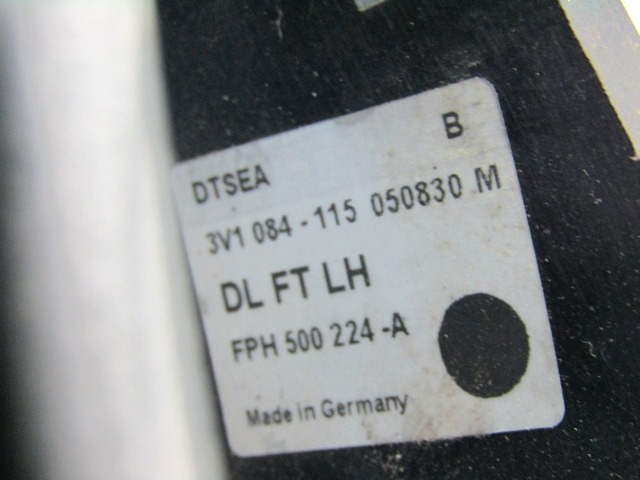 B
DTSEA
3V1 084 - 115 050830 M
DL FT LH
FPH 500 224 -A
Made in Germany